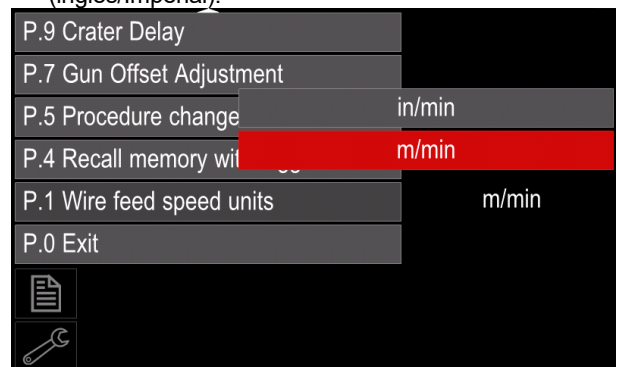 (inglés/imperial).
P.9 Crater Delay
P.7 Gun Offset Adjustment
in/min
P.5 Procedure change
m/min
P.4 Recall memory
P.1 Wire feed speed units m/min
P.0 Exit